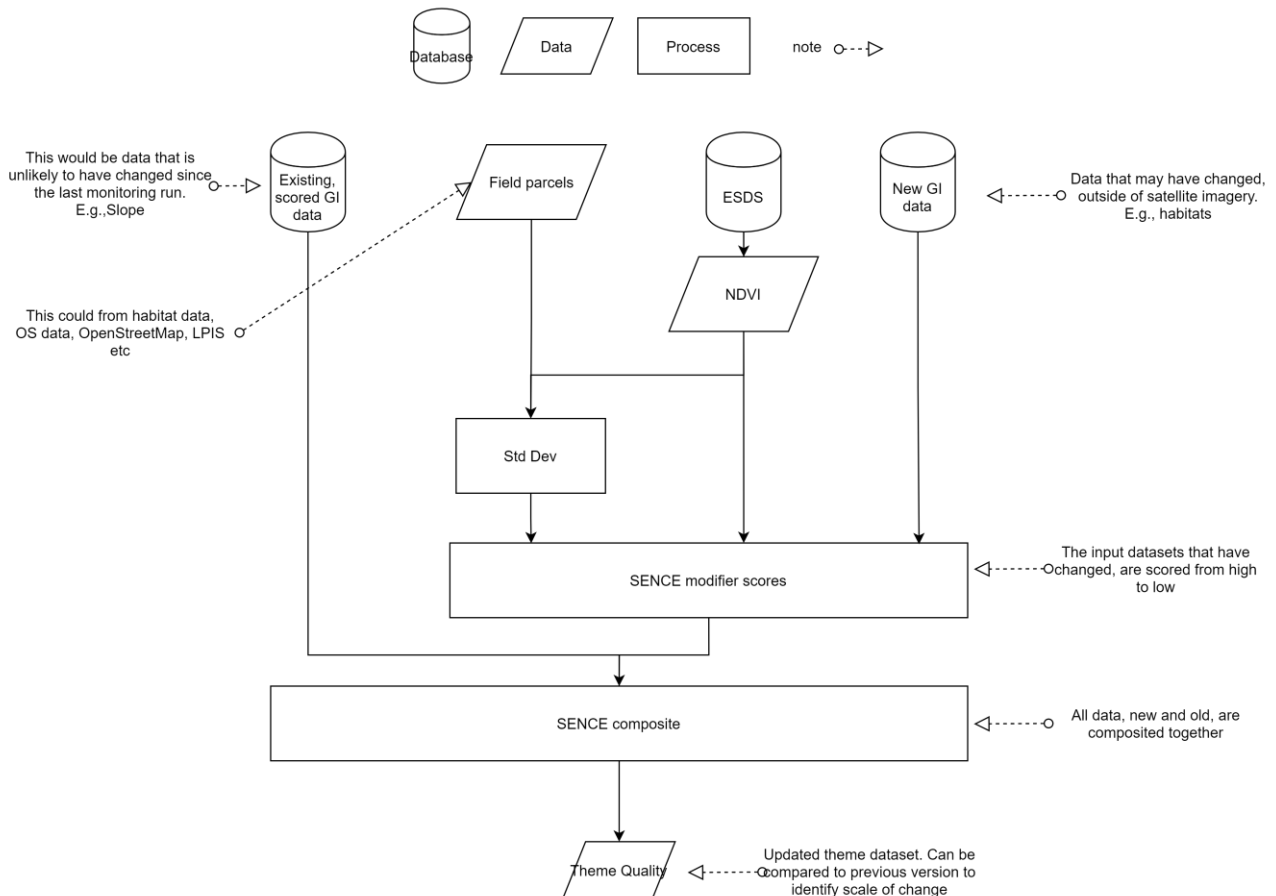 Database
Data
Process
note
This would be data that is
unlikely to have changed since
the last monitoring run.
E.g.,Slope
Existing,
scored GI
data
Field parcels
ESDS
New GI
data
Data that may have changed,
outside of satellite imagery.
E.g., habitats
NDVI
This could from habitat data,
OS data, OpenStreetMap, LPIS
etc
Std Dev
SENCE modifier scores
The input datasets that have
changed, are scored from high
to low
SENCE composite
All data, new and old, are
composited together
Theme Quality
Updated theme dataset. Can be
compared to previous version to
identify scale of change